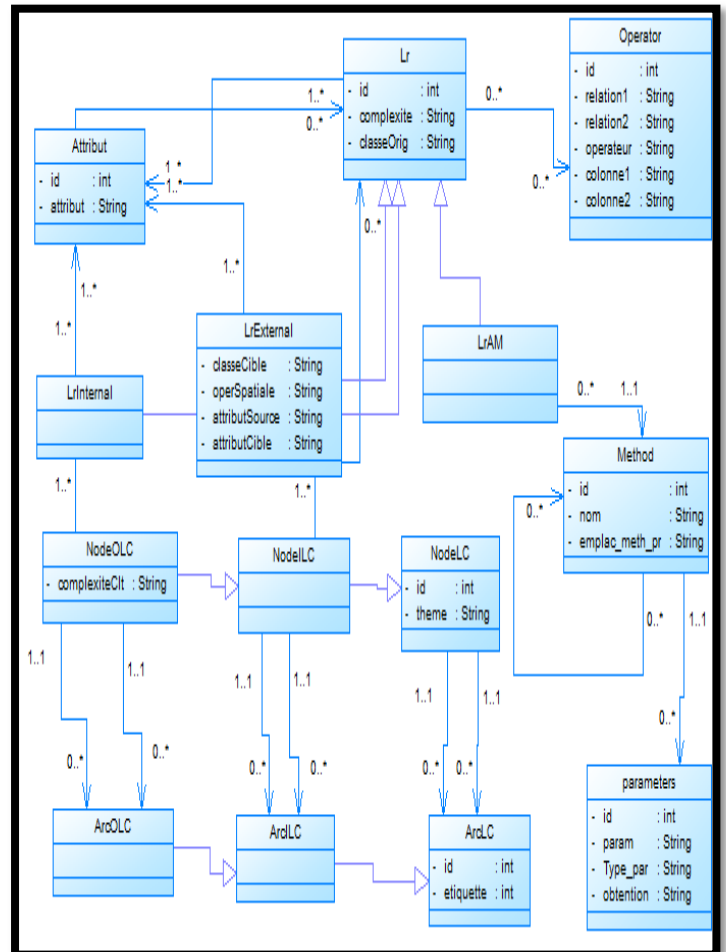 Lr
- id : int
- complexite : String
- classeOrig : String
Operator
- id : int
- relation1 : String
- relation2 : String
- operateur : String
- colonne1 : String
- colonne2 : String
1..*
0..*
0..*
0..*
Attribut
- id : int
- attribut : String
1..*
1..*
0..*
1..*
1..*
1..*
LrExternal
- classeCible : String
- operSpatiale : String
- attributSource : String
- attributCible : String
LrAM
LrInternal
0..*
1..1
Method
- id : int
- nom : String
- emplac_meth_pr : String
0..*
0..*
1..1
1..*
1..*
NodeOLC
- complexiteClt : String
NodeILC
NodeLC
- id : int
- theme : String
1..1
1..1
1..1
1..1
1..1
1..1
0..*
0..*
0..*
0..*
0..*
0..*
0..*
ArcOLC
ArcILC
ArcLC
- id : int
- etiquette : int
parameters
- id : int
- param : String
- Type_par : String
- obtention : String